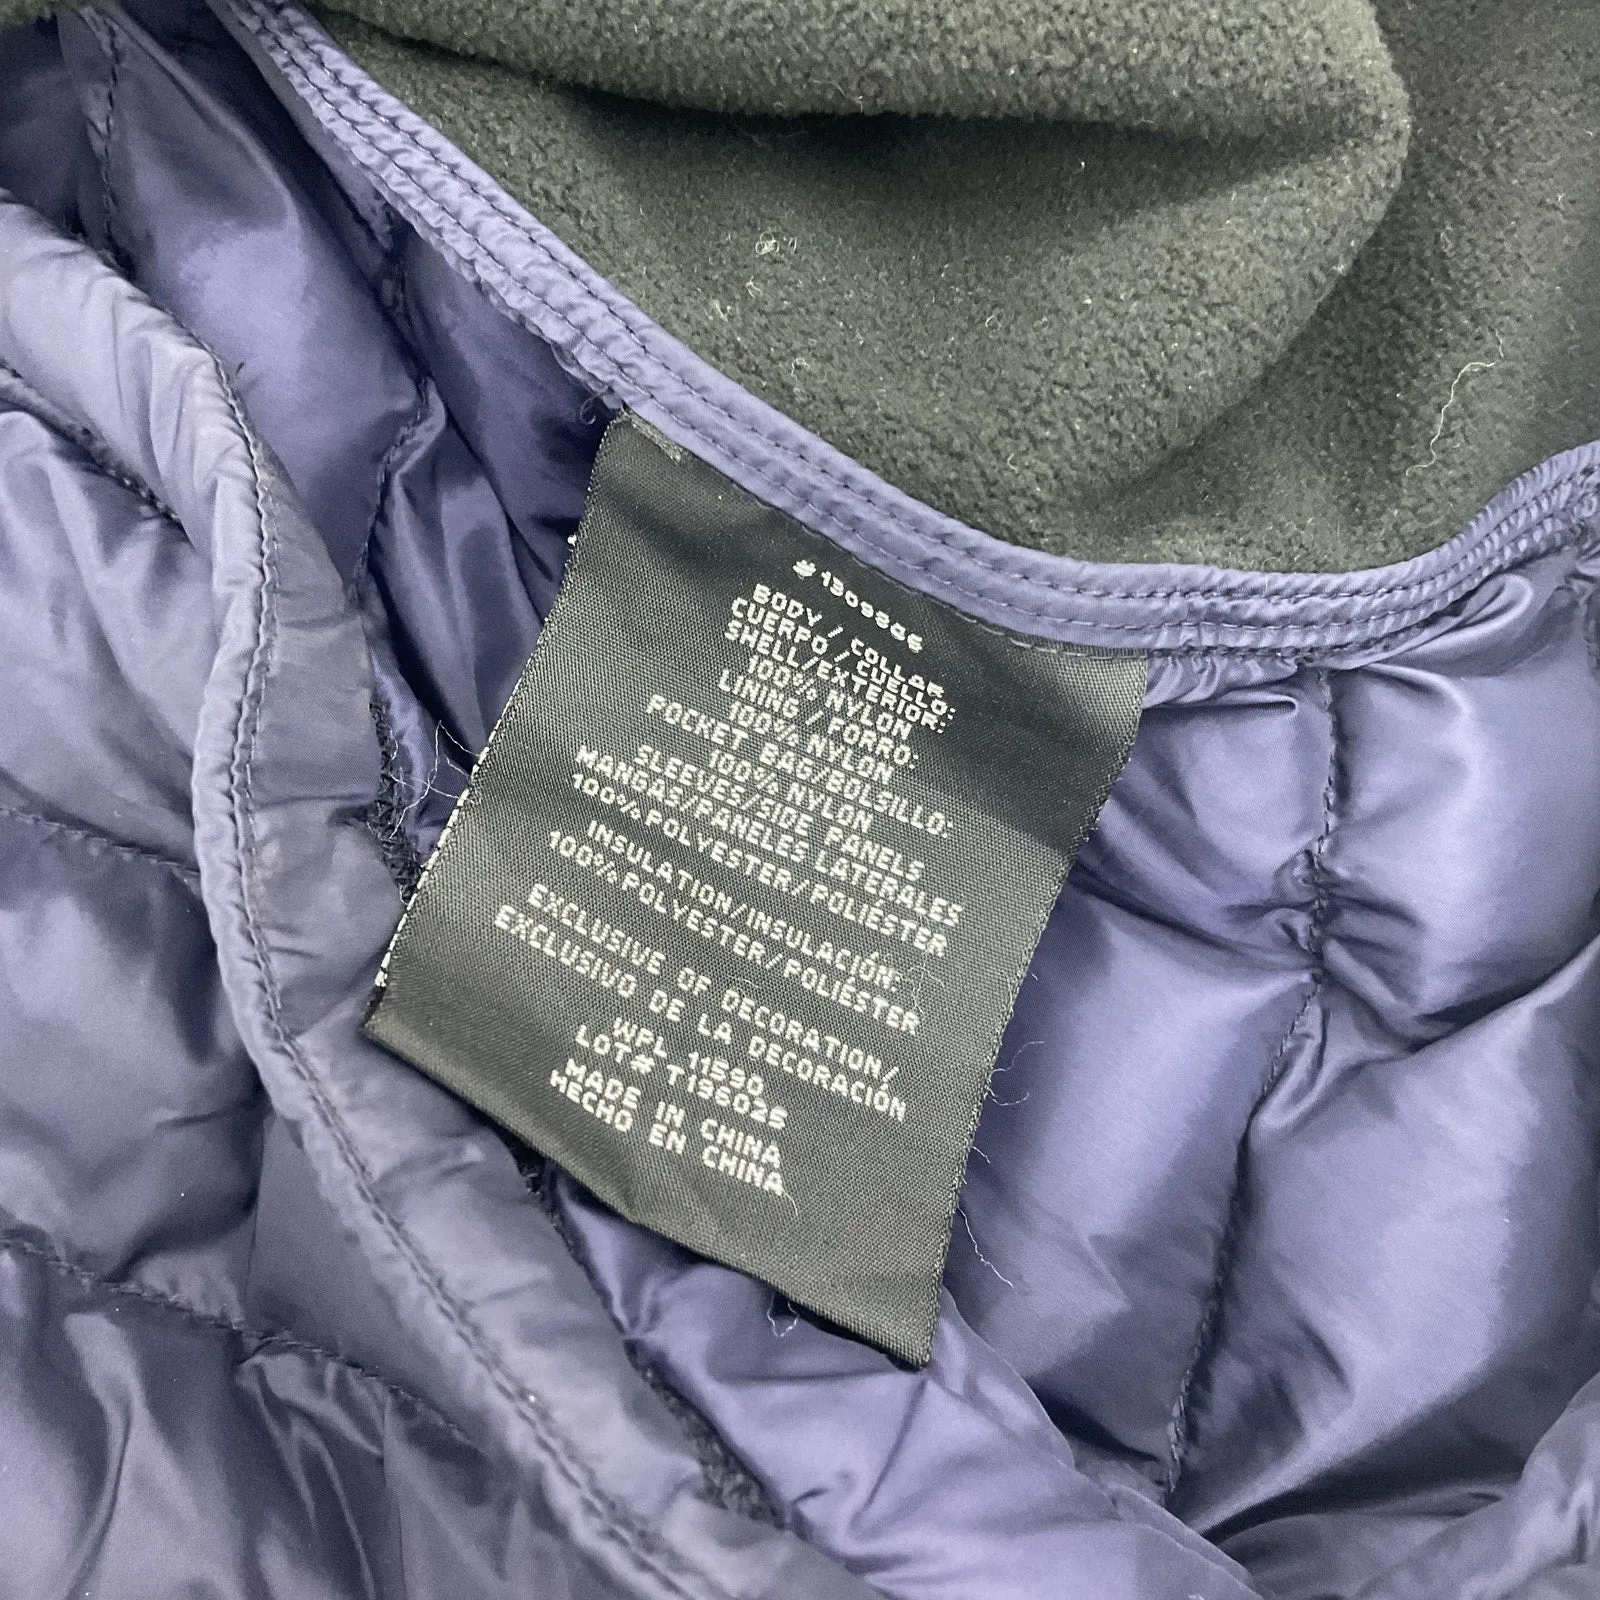 #1309806
BODY / COLLAR
CUERPO / CUELLO:
SHELL/EXTERIOR:
100% NYLON
LINING / FORRO:
100% NYLON
POCKET BAG/BOLSILLO:
100% NYLON
SLEEVES/SIDE PANELS
MANGAS/PANELES LATERALES
100% POLYESTER/POLIÉSTER
INSULATION/INSULACIÓN:
100% POLYESTER/POLIÉSTER
EXCLUSIVE OF DECORATION/
EXCLUSIVO DE LA DECORACIÓN
WPL 11590
LOT# T196025
MADE IN CHINA
HECHO EN CHINA